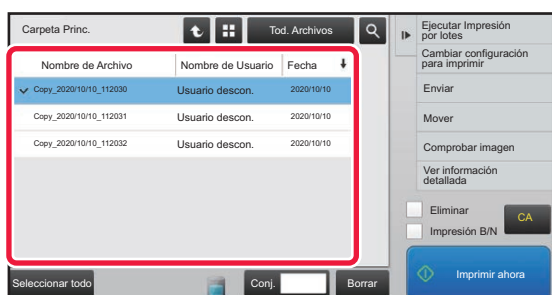 Carpeta Princ.
Tod. Archivos
Nombre de Archivo
Nombre de Usuario
Fecha
Copy_2020/10/10_112030
Usuario descon.
2020/10/10
Copy_2020/10/10_112031
Usuario descon.
2020/10/10
Copy_2020/10/10_112032
Usuario descon.
2020/10/10
Seleccionar todo
Conj.
Borrar
Ejecutar Impresión
por lotes
Cambiar configuración
para imprimir
Enviar
Mover
Comprobar imagen
Ver información
detallada
Eliminar
Impresión B/N
CA
Imprimir ahora